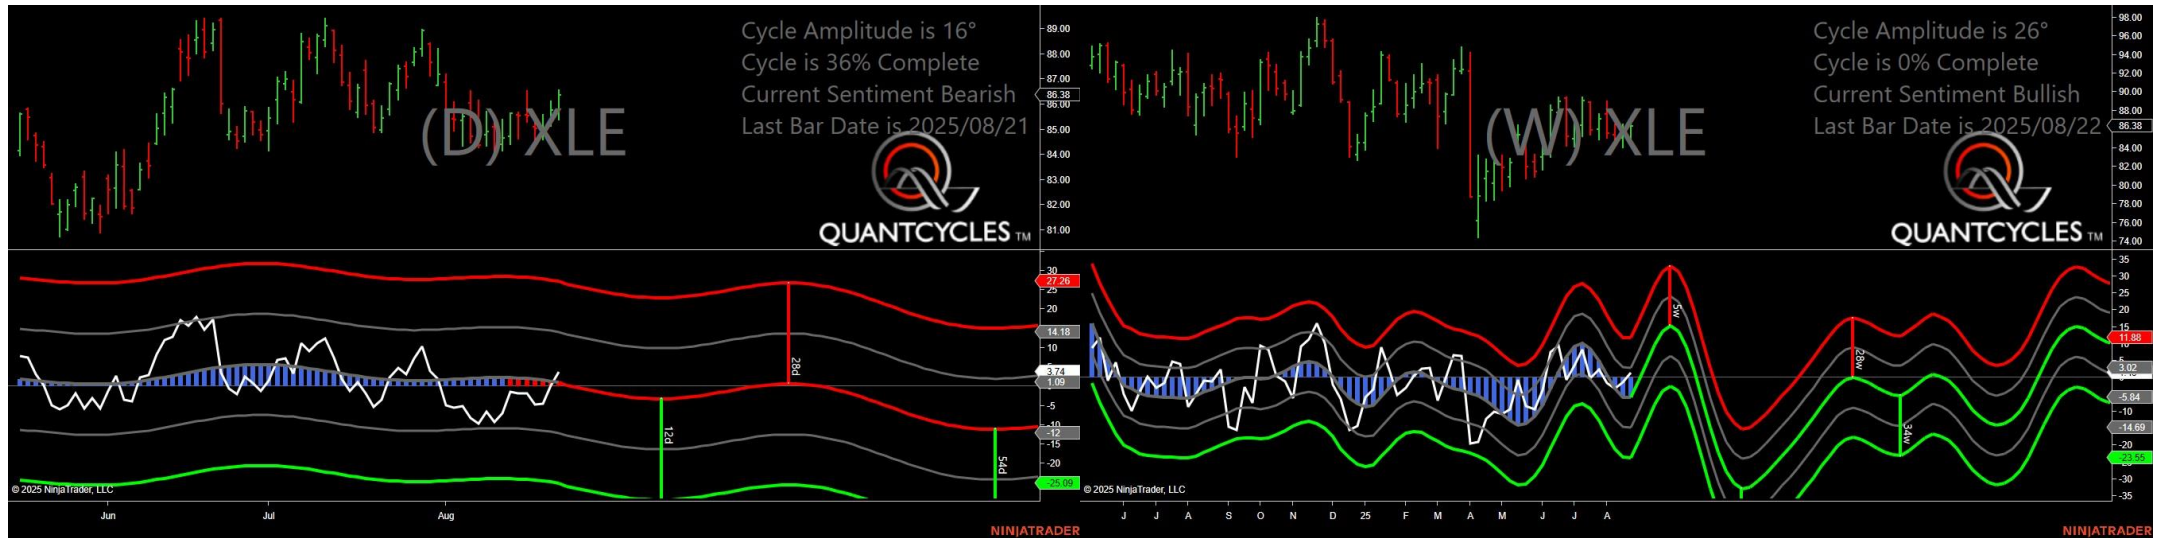 Cycle Amplitude is 16°
Cycle is 36% Complete
Current Sentiment Bearish
Last Bar Date is 2025/08/21
(D) XLE
QUANTCYCLES TM
89.00
88.00
87.00
86.38
86.00
85.00
84.00
83.00
82.00
81.00
30
27.26
25
20
14.18
10
3.74
1.09
-5
-10
-12
-15
-20
-25.09
28d
12d
54d
© 2025 NinjaTrader, LLC
Jun Jul Aug
NINJATRADER
Cycle Amplitude is 26°
Cycle is 0% Complete
Current Sentiment Bullish
Last Bar Date is 2025/08/22
(W) XLE
QUANTCYCLES TM
98.00
96.00
94.00
92.00
90.00
88.00
86.38
84.00
82.00
80.00
78.00
76.00
74.00
35
30
25
20
15
11.88
3.02
-5.84
-10
-14.69
-20
-23.55
-30
-35
5w
28w
34w
© 2025 NinjaTrader, LLC
J J A S O N D 25 F M A M J J A
NINJATRADER